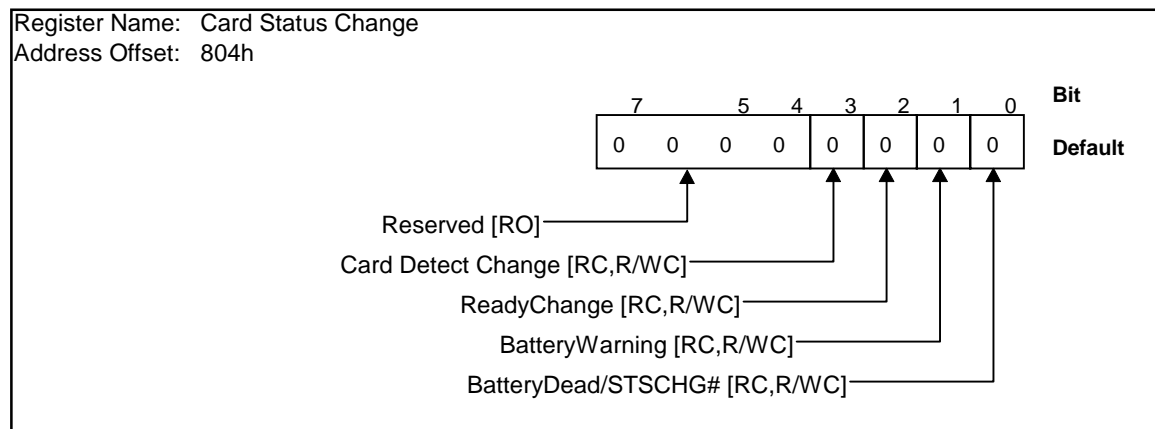 Register Name: Card Status Change
Address Offset: 804h
7 5 4 3 2 1 0 Bit
0 0 0 0 0 0 0 0 Default
Reserved [RO]
Card Detect Change [RC,R/WC]
ReadyChange [RC,R/WC]
BatteryWarning [RC,R/WC]
BatteryDead/STSCHG# [RC,R/WC]